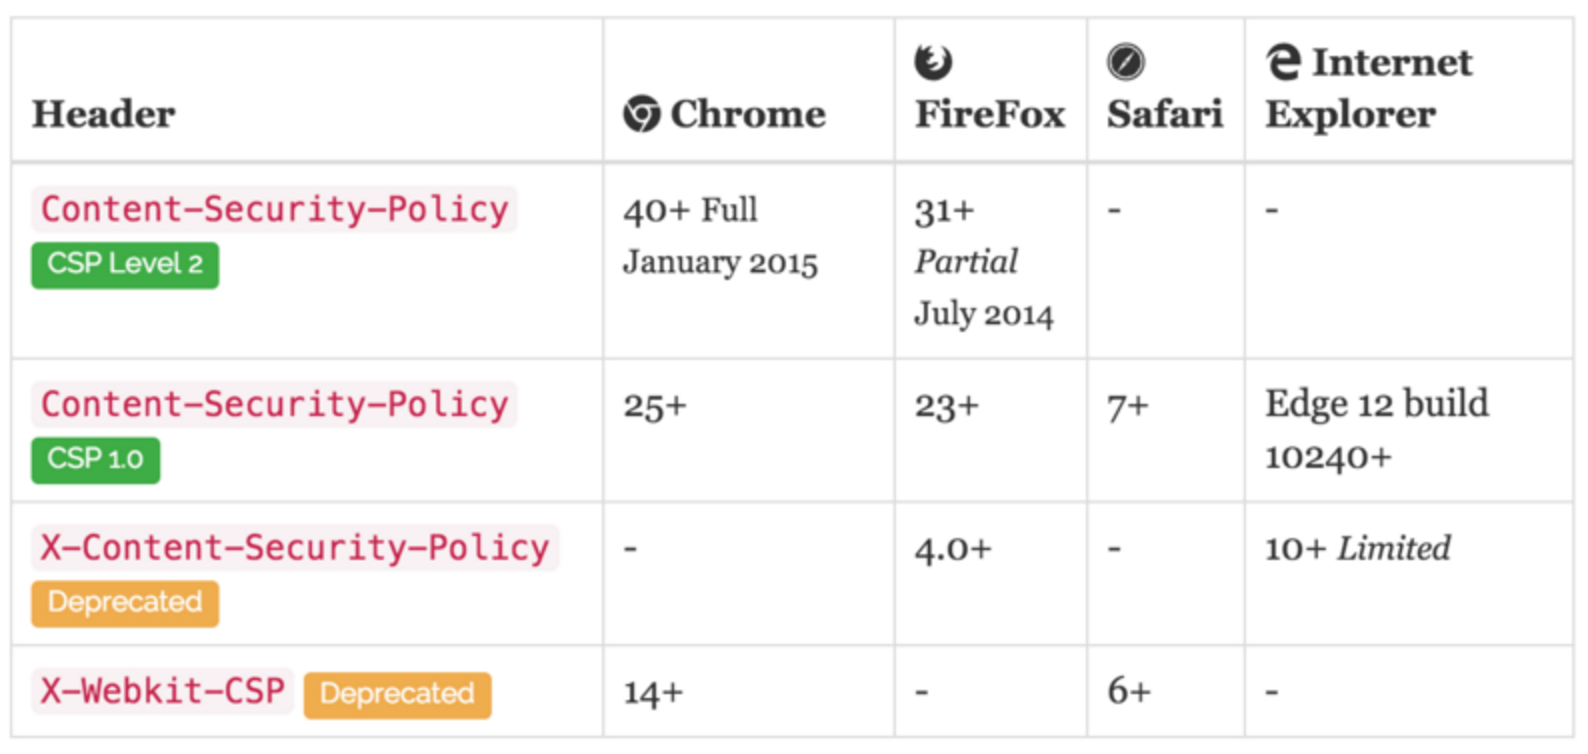 Header Chrome FireFox Safari Internet Explorer
Content-Security-Policy 40+ Full 31+ - -
CSP Level 2 January 2015 Partial
July 2014
Content-Security-Policy 25+ 23+ 7+ Edge 12 build
CSP 1.0 10240+
X-Content-Security-Policy - 4.0+ - 10+ Limited
Deprecated
X-Webkit-CSP Deprecated 14+ - 6+ -